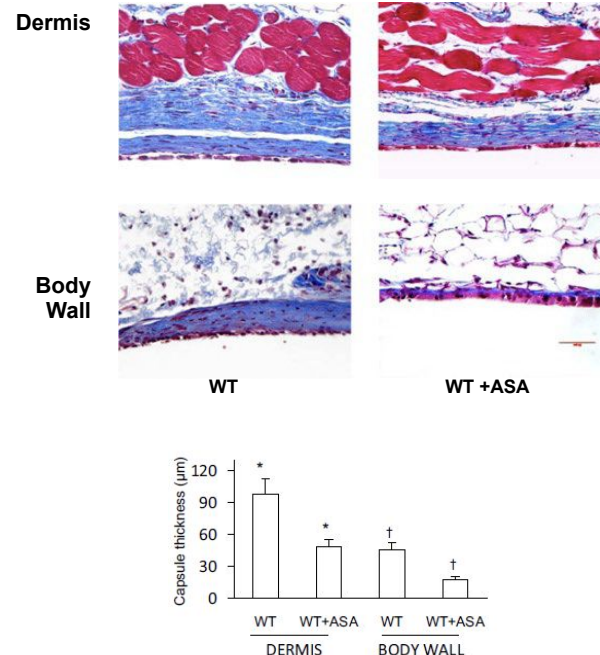 Dermis
Body
Wall
WT
WT +ASA
Capsule thickness (µm)
120
90
60
30
0
*
*
†
†
WT
WT+ASA
WT
WT+ASA
DERMIS
BODY WALL